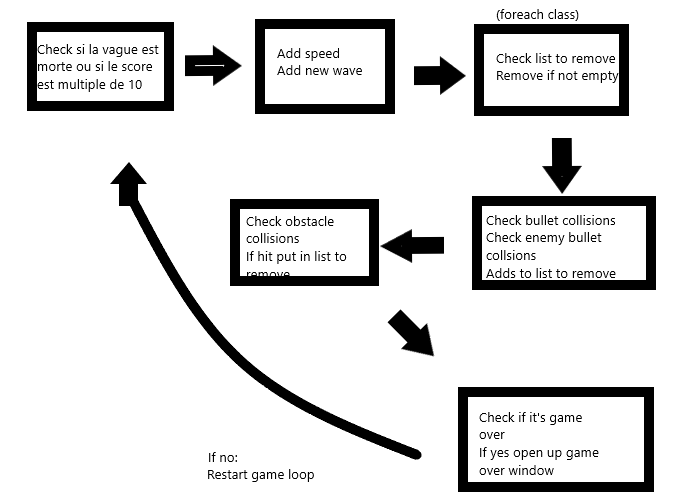 Check si la vague est
morte ou si le score
est multiple de 10
Add speed
Add new wave
(foreach class)
Check list to remove
Remove if not empty
Check bullet collisions
Check enemy bullet
collsions
Adds to list to remove
Check obstacle
collisions
If hit put in list to
remove
Check if it's game
over
If yes open up game
over window
If no:
Restart game loop